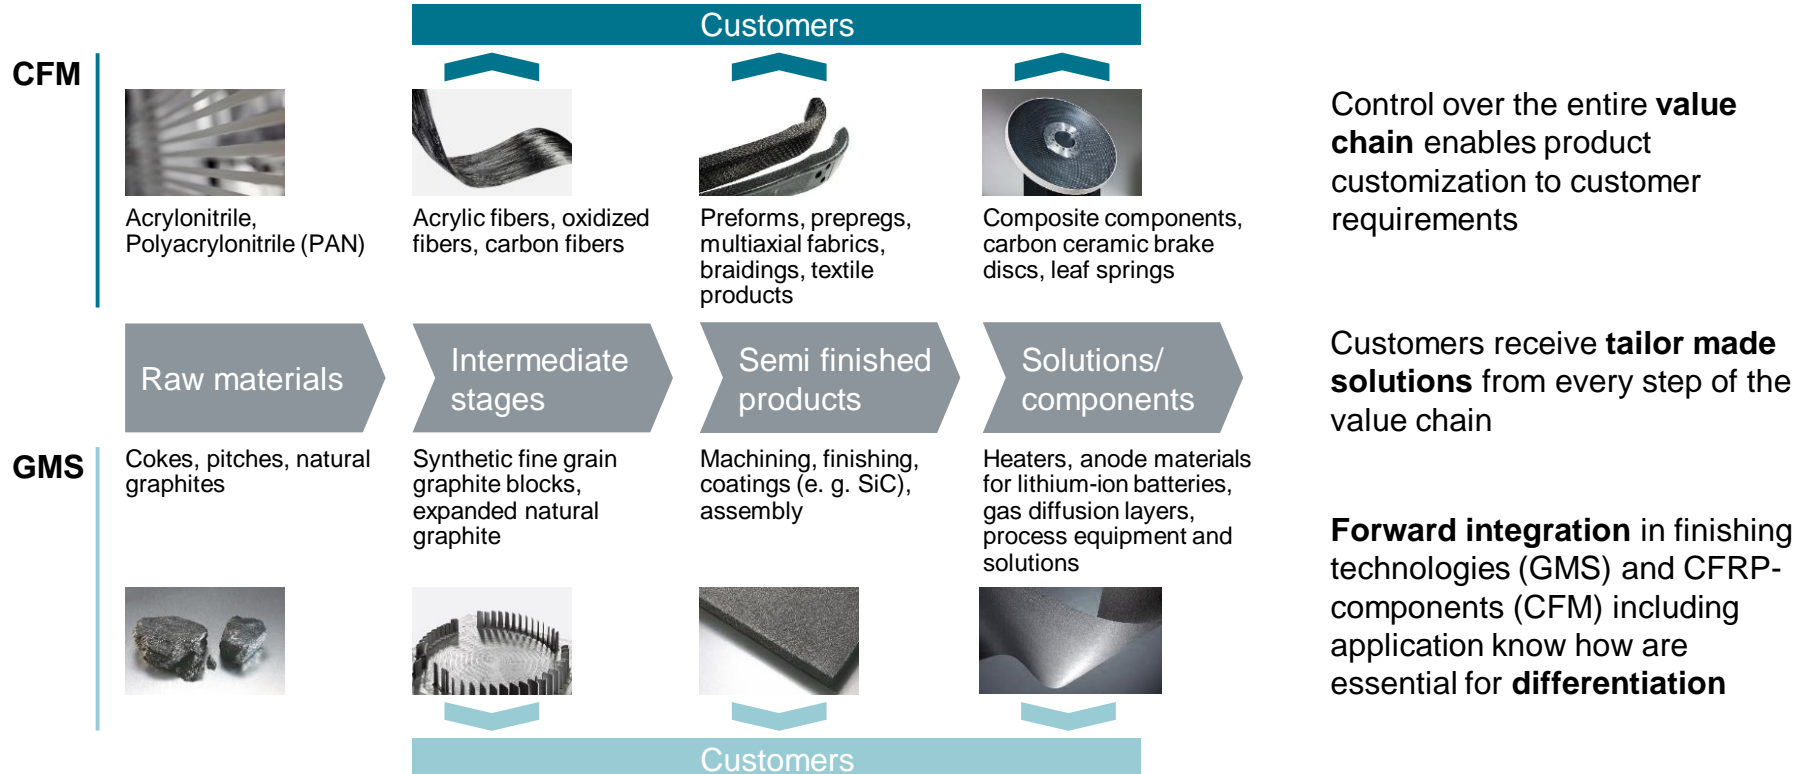 Customers
CFM
Acrylonitrile,
Polyacrylonitrile (PAN)
Acrylic fibers, oxidized
fibers, carbon fibers
Preforms, prepregs,
multiaxial fabrics,
braidings, textile
products
Composite components,
carbon ceramic brake
discs, leaf springs
Raw materials
Intermediate
stages
Semi finished
products
Solutions/
components
GMS
Cokes, pitches, natural
graphites
Synthetic fine grain
graphite blocks,
expanded natural
graphite
Machining, finishing,
coatings (e. g. SiC),
assembly
Heaters, anode materials
for lithium-ion batteries,
gas diffusion layers,
process equipment and
solutions
Customers
Control over the entire value
chain enables product
customization to customer
requirements
Customers receive tailor made
solutions from every step of the
value chain
Forward integration in finishing
technologies (GMS) and CFRP-
components (CFM) including
application know how are
essential for differentiation